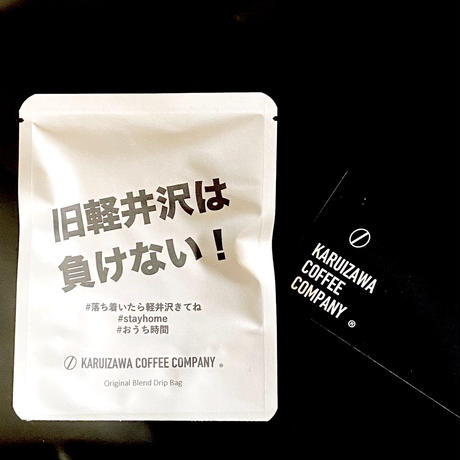 旧軽井沢は
負けない！
#落ち着いたら軽井沢きてね
#stayhome
#おうち時間
KARUIZAWA COFFEE COMPANY ®
Original Blend Drip Bag
KARUIZAWA
COFFEE
COMPANY ®